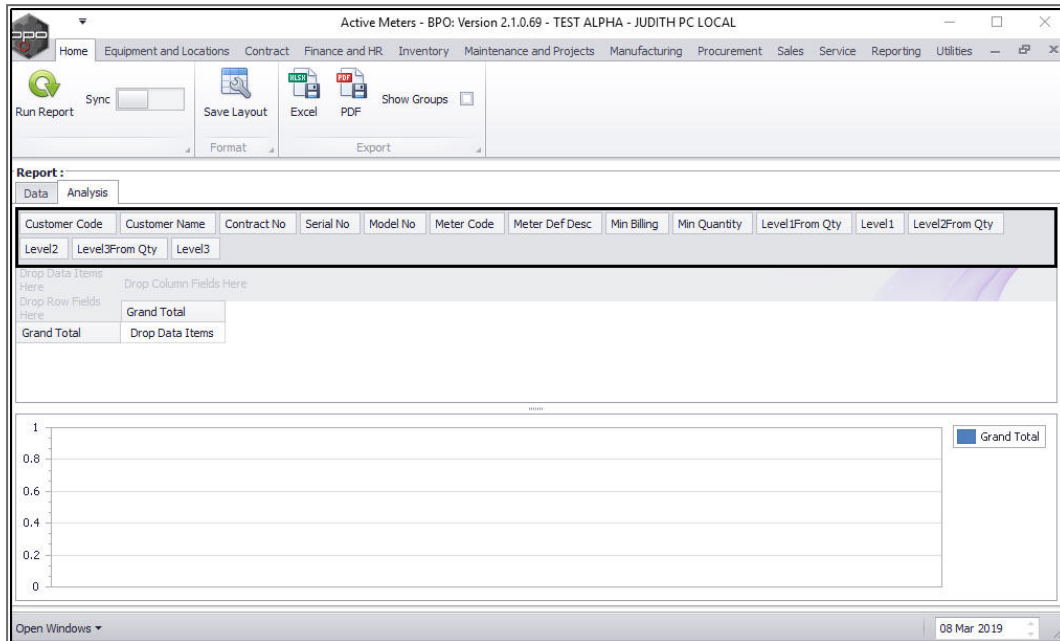 Active Meters - BPO: Version 2.1.0.69 - TEST ALPHA - JUDITH PC LOCAL
bpo
Home Equipment and Locations Contract Finance and HR Inventory Maintenance and Projects Manufacturing Procurement Sales Service Reporting Utilities
XLSX PDF
Sync Show Groups
Run Report Save Layout Excel PDF
Format Export
Report :
Data Analysis
Customer Code Customer Name Contract No Serial No Model No Meter Code Meter Def Desc Min Billing Min Quantity Level1From Qty Level1 Level2From Qty
Level2 Level3From Qty Level3
Drop Data Items
Here
Drop Column Fields Here
Drop Row Fields
Here
Grand Total
Grand Total Drop Data Items
1
Grand Total
0.8
0.6
0.4
0.2
0
Open Windows 08 Mar 2019